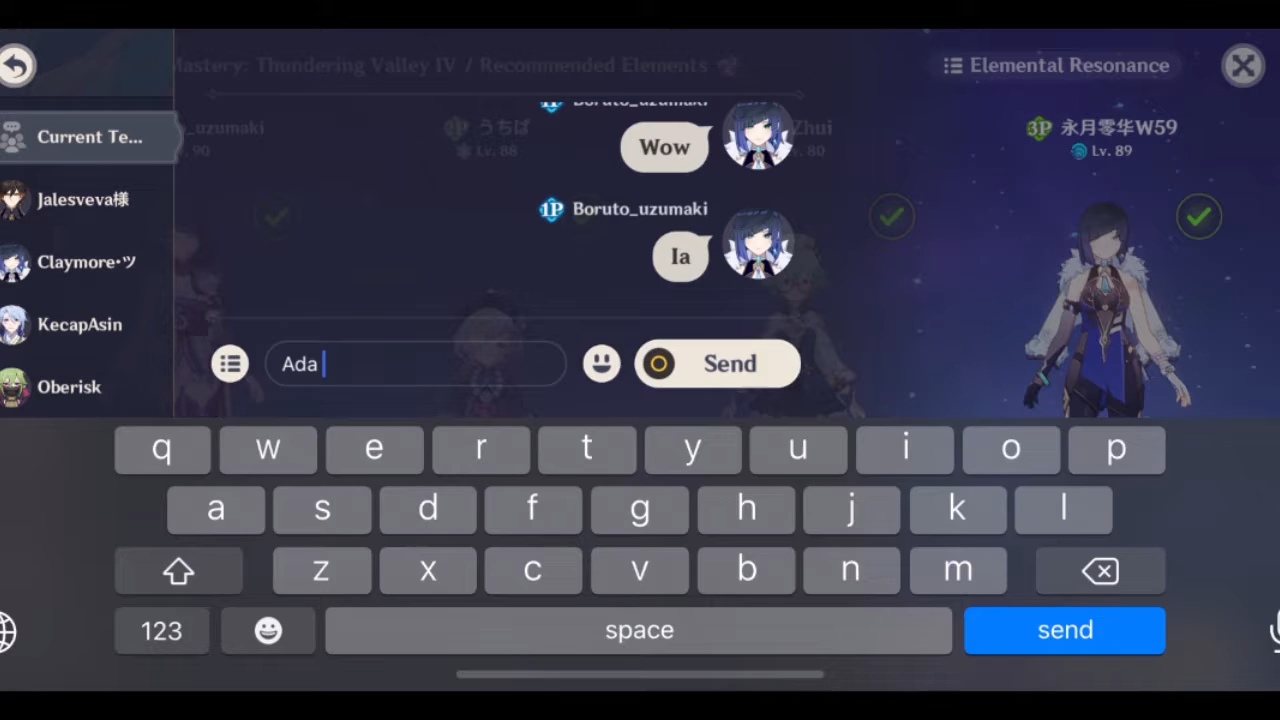 Mastery: Thundering Valley IV / Recommended Elements
Elemental Resonance
Current Te...
Jalesveva様
Claymore•ツ
KecapAsin
Oberisk
_uzumaki
90
2P うちは
Lv. 88
Zhui
. 80
3P 永月零华W59
Lv. 89
1P Boruto_uzumaki
Wow
1P Boruto_uzumaki
Ia
Ada
Send
q w e r t y u i o p
a s d f g h j k l
z x c v b n m
123 space send